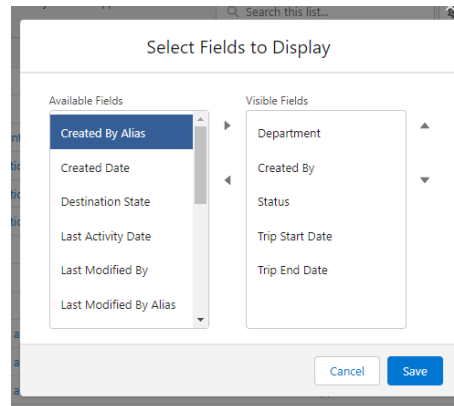 Search this list...
Select Fields to Display
Available Fields
Created By Alias
Created Date
Destination State
Last Activity Date
Last Modified By
Last Modified By Alias
Visible Fields
Department
Created By
Status
Trip Start Date
Trip End Date
Cancel
Save